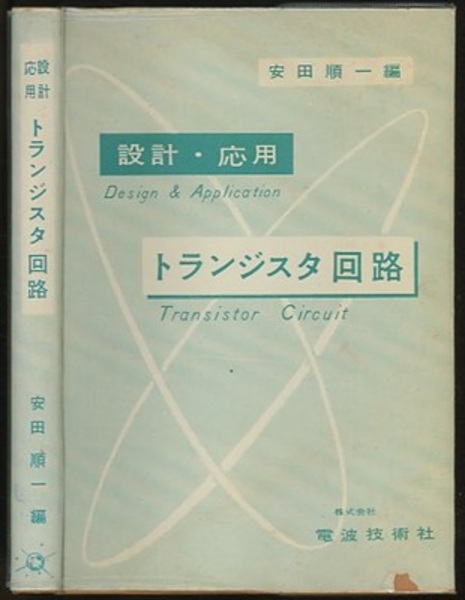 設計
応用
トランジスタ回路
安田順一編
安田順一編
設計・応用
Design & Application
トランジスタ回路
Transistor Circuit
株式会社
電波技術社